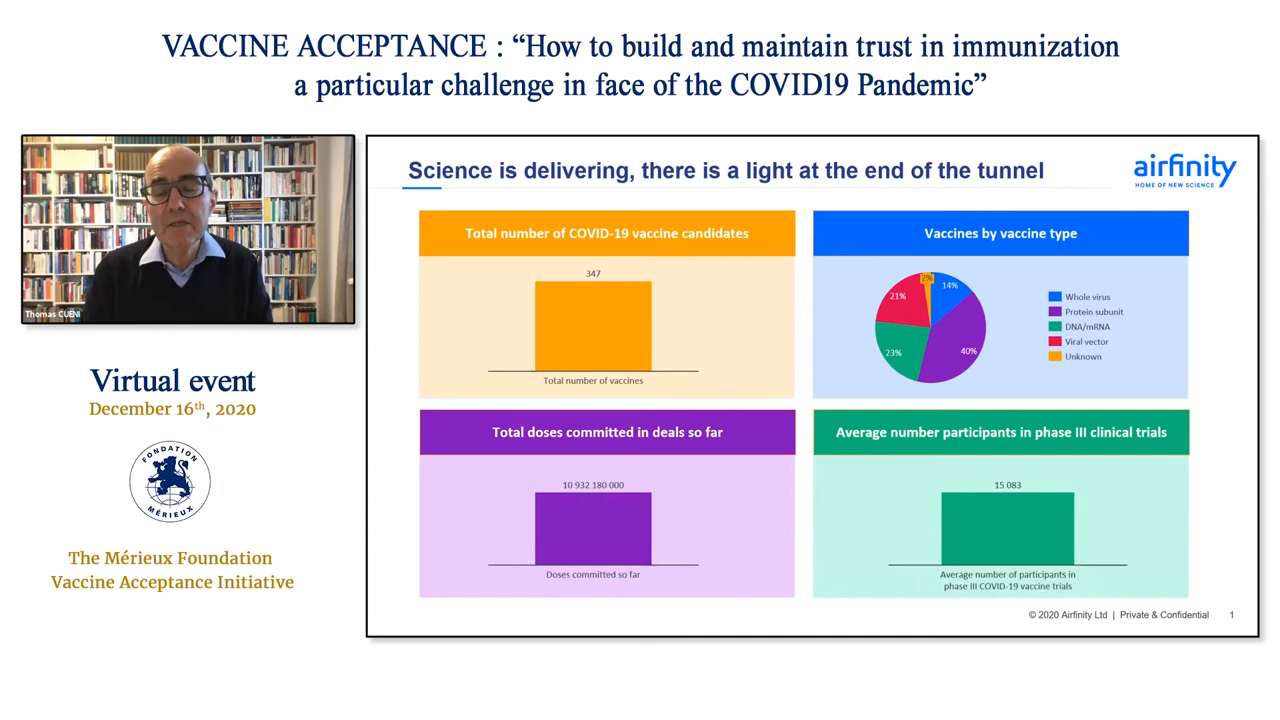 VACCINE ACCEPTANCE : “How to build and maintain trust in immunization
a particular challenge in face of the COVID19 Pandemic”
Thomas CUENI
Virtual event
December 16th, 2020
FONDATION
MÉRIEUX
The Mérieux Foundation
Vaccine Acceptance Initiative
Science is delivering, there is a light at the end of the tunnel
airfinity
HOME OF NEW SCIENCE
Total number of COVID-19 vaccine candidates
347
Total number of vaccines
Vaccines by vaccine type
2%
14%
21%
23%
40%
Whole virus
Protein subunit
DNA/mRNA
Viral vector
Unknown
Total doses committed in deals so far
10 932 180 000
Doses committed so far
Average number participants in phase III clinical trials
15 083
Average number of participants in
phase III COVID-19 vaccine trials
© 2020 Airfinity Ltd | Private & Confidential 1